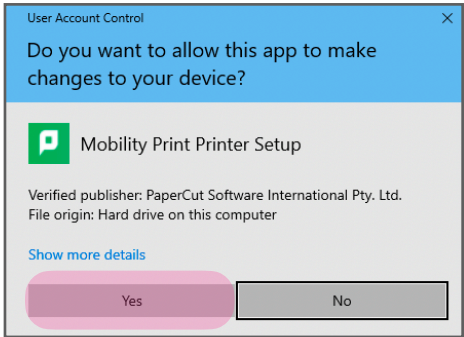 User Account Control
Do you want to allow this app to make
changes to your device?
Mobility Print Printer Setup
Verified publisher: PaperCut Software International Pty. Ltd.
File origin: Hard drive on this computer
Show more details
Yes No